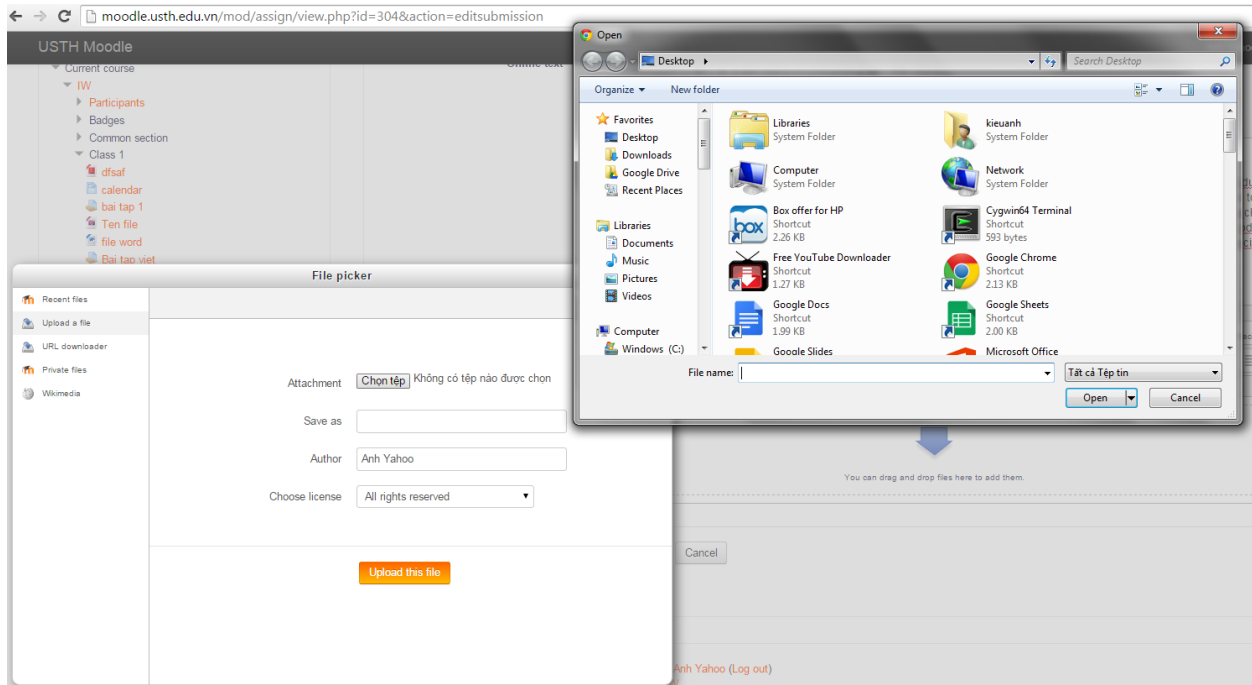 moodle.usth.edu.vn/mod/assign/view.php?id=304&action=editsubmission
USTH Moodle
Current course
IW
Participants
Badges
Common section
Class 1
dfsaf
calendar
bai tap 1
Ten file
file word
Bai tap viet
Online text
Open
Desktop
Search Desktop
Organize
New folder
Favorites
Desktop
Downloads
Google Drive
Recent Places
Libraries
Documents
Music
Pictures
Videos
Computer
Windows (C:)
Libraries
System Folder
kieuanh
System Folder
Computer
System Folder
Network
System Folder
box
Box offer for HP
Shortcut
2.26 KB
Cygwin64 Terminal
Shortcut
593 bytes
Free YouTube Downloader
Shortcut
1.27 KB
Google Chrome
Shortcut
2.13 KB
Google Docs
Shortcut
1.99 KB
Google Sheets
Shortcut
2.00 KB
Google Slides
Microsoft Office
File name:
Tất cả Tệp tin
Open
Cancel
File picker
Recent files
Upload a file
URL downloader
Private files
Wikimedia
Attachment
Chọn tệp Không có tệp nào được chọn
Save as
Author
Anh Yahoo
Choose license
All rights reserved
Upload this file
You can drag and drop files here to add them.
Cancel
Anh Yahoo (Log out)